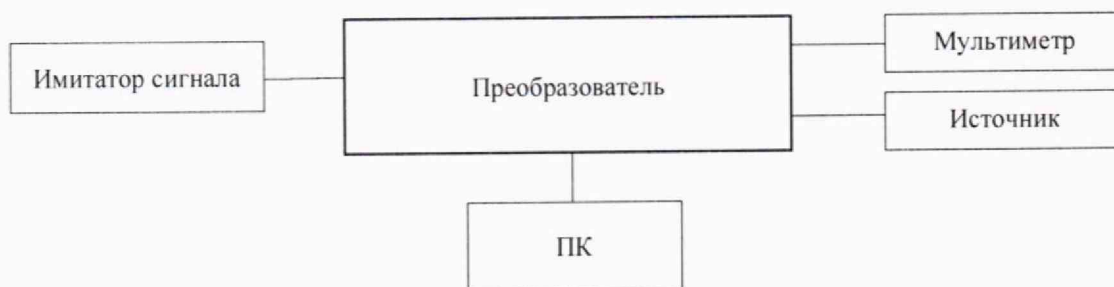 Имитатор сигнала
Преобразователь
Мультиметр
Источник
ПК